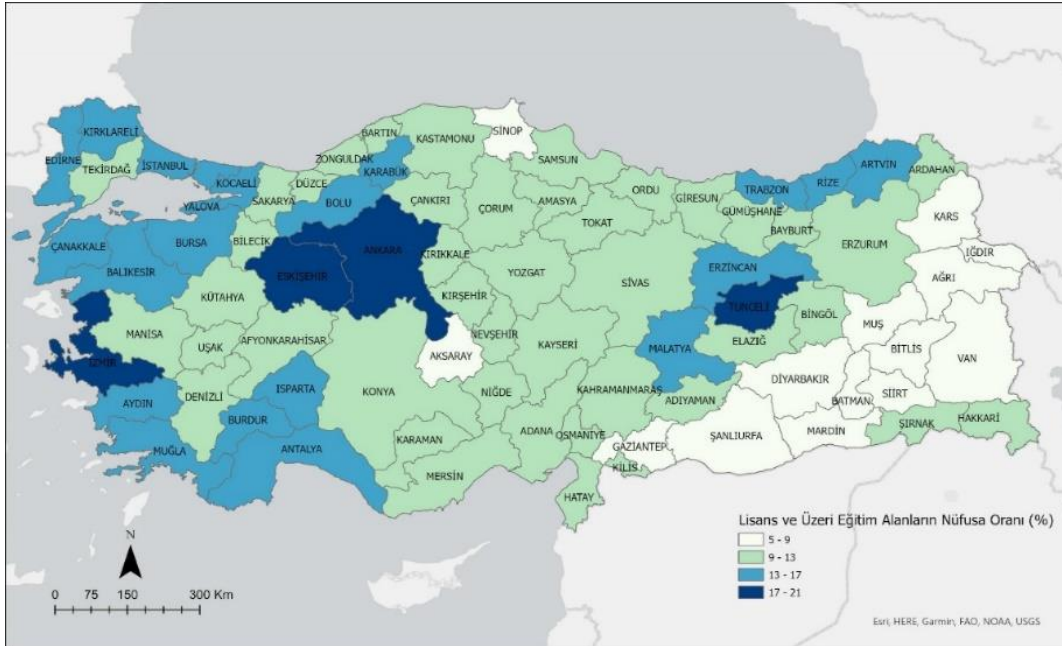 SİNOP
BARTIN
KASTAMONU
KIRKLARELİ
ZONGULDAK
EDİRNE
TEKİRDAĞ
İSTANBUL
KARABÜK
SAMSUN
ARTVİN
ARDAHAN
KOCAELİ
DÜZCE
TRABZON
RİZE
YALOVA
SAKARYA
BOLU
ÇANKIRI
ÇORUM
AMASYA
ORDU
GİRESUN
GÜMÜŞHANE
KARS
ÇANAKKALE
BURSA
BİLECİK
ANKARA
TOKAT
BAYBURT
ERZURUM
IĞDIR
BALIKESİR
ESKİŞEHİR
KIRIKKALE
YOZGAT
SİVAS
ERZİNCAN
AĞRI
KÜTAHYA
KIRŞEHİR
TUNCELİ
BİNGÖL
MUŞ
MANİSA
UŞAK
AFYONKARAHİSAR
NEVŞEHİR
KAYSERİ
MALATYA
ELAZIĞ
BİTLİS
VAN
İZMİR
AKSARAY
AYDIN
DENİZLİ
ISPARTA
KONYA
NİĞDE
KAHRAMANMARAŞ
ADIYAMAN
DİYARBAKIR
BATMAN
SİİRT
BURDUR
MARDİN
ŞIRNAK
HAKKARİ
MUĞLA
ANTALYA
KARAMAN
ADANA
OSMANİYE
GAZİANTEP
ŞANLIURFA
MERSİN
KİLİS
HATAY
Lisans ve Üzeri Eğitim Alanların Nüfusa Oranı (%)
5 - 9
9 - 13
13 - 17
17 - 21
N
0 75 150 300 Km
Esri, HERE, Garmin, FAO, NOAA, USGS